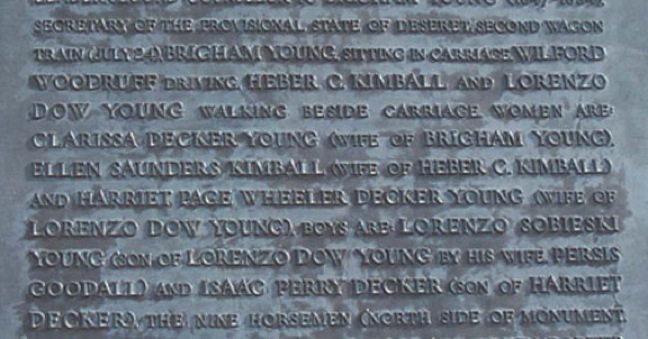 SECRETARY OF THE PROVISIONAL STATE OF DESERET. SECOND WAGON
TRAIN (JULY 24) BRIGHAM YOUNG, SITTING IN CARRIAGE WILFORD
WOODRUFF DRIVING. HEBER C. KIMBALL AND LORENZO
DOW YOUNG WALKING BESIDE CARRIAGE WOMEN ARE
CLARISSA DECKER YOUNG (WIFE OF BRIGHAM YOUNG),
ELLEN SAUNDERS KIMBALL (WIFE OF HEBER C. KIMBALL)
AND HARRIET PAGE WHEELER DECKER YOUNG (WIFE OF
LORENZO DOW YOUNG). BOYS ARE: LORENZO SOBIESKI
YOUNG (SON OF LORENZO DOW YOUNG BY HIS WIFE PERSIS
GOODALL) AND ISAAC PERRY DECKER (SON OF HARRIET
DECKER). THE NINE HORSEMEN (NORTH SIDE OF MONUMENT.